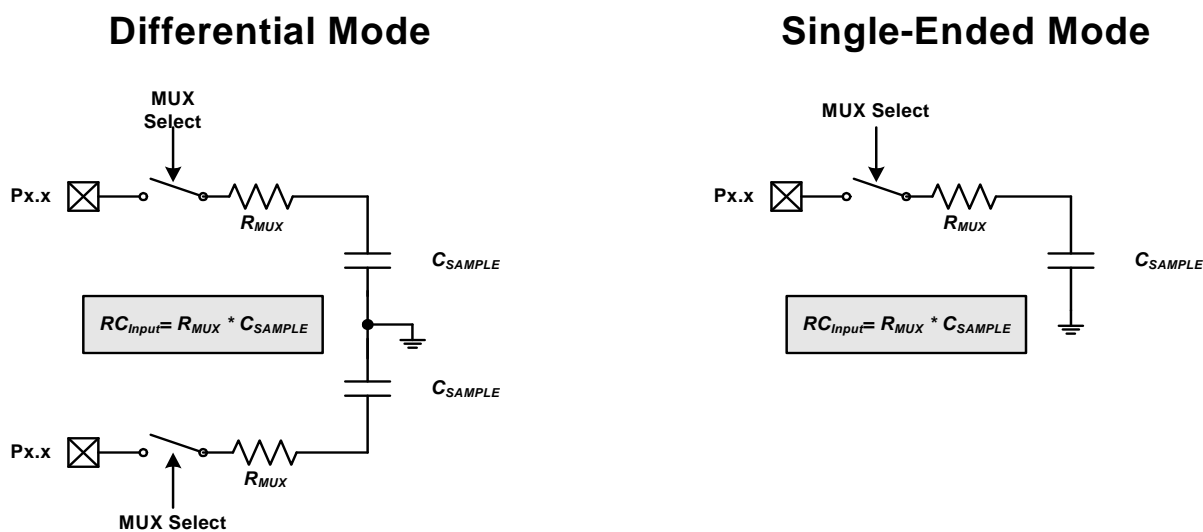 Differential Mode
Single-Ended Mode
MUX
Select
Px.x
RMUX
CSAMPLE
RCInput= RMUX * CSAMPLE
CSAMPLE
Px.x
RMUX
MUX Select
MUX Select
Px.x
RMUX
CSAMPLE
RCInput= RMUX * CSAMPLE